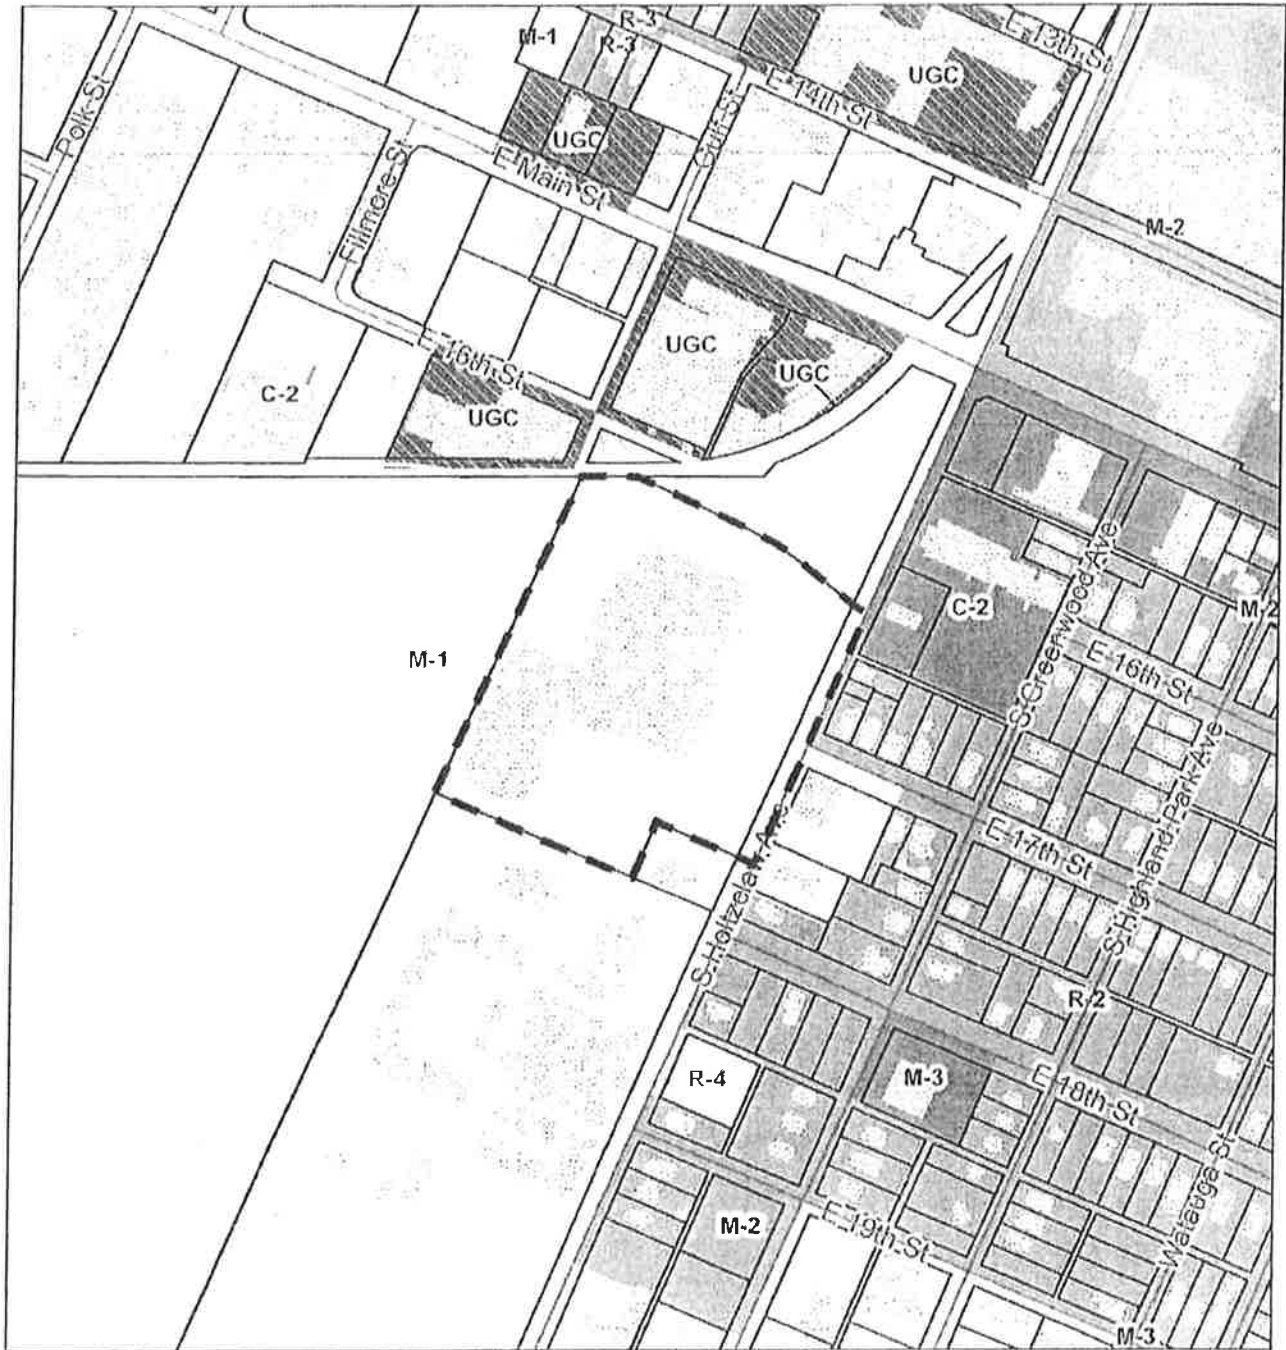 R-3
E-13th-St
M-1
R-3
UGC
E-14th-St
Polk-St
UGC
Gulf-St
E-Main-St
Fillmore-St
M-2
UGC
E-16th-St
UGC
C-2
UGC
C-2
M-2
S-Greenwood-Ave
E-16th-St
M-1
S-Highland-Park-Ave
E-17th-St
S-Holtzclaw-Ave
R-2
R-4
M-3
E-18th-St
M-2
E-19th-St
Watauga-St
M-3